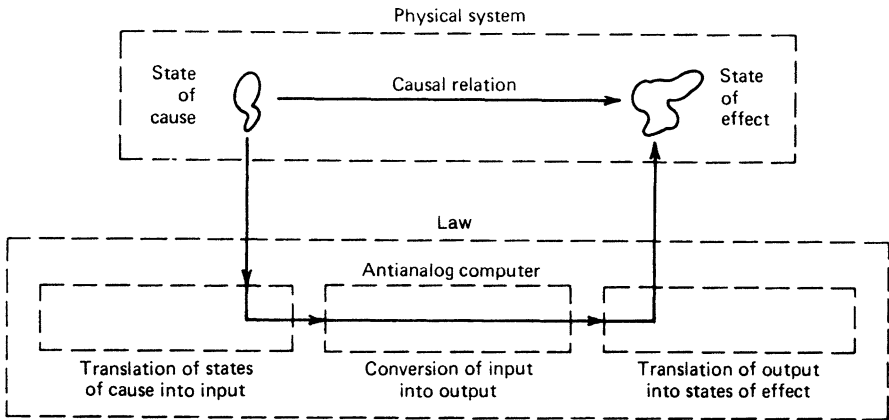 Physical system
State
of
cause
Causal relation
State
of
effect
Law
Antianalog computer
Translation of states
of cause into input
Conversion of input
into output
Translation of output
into states of effect